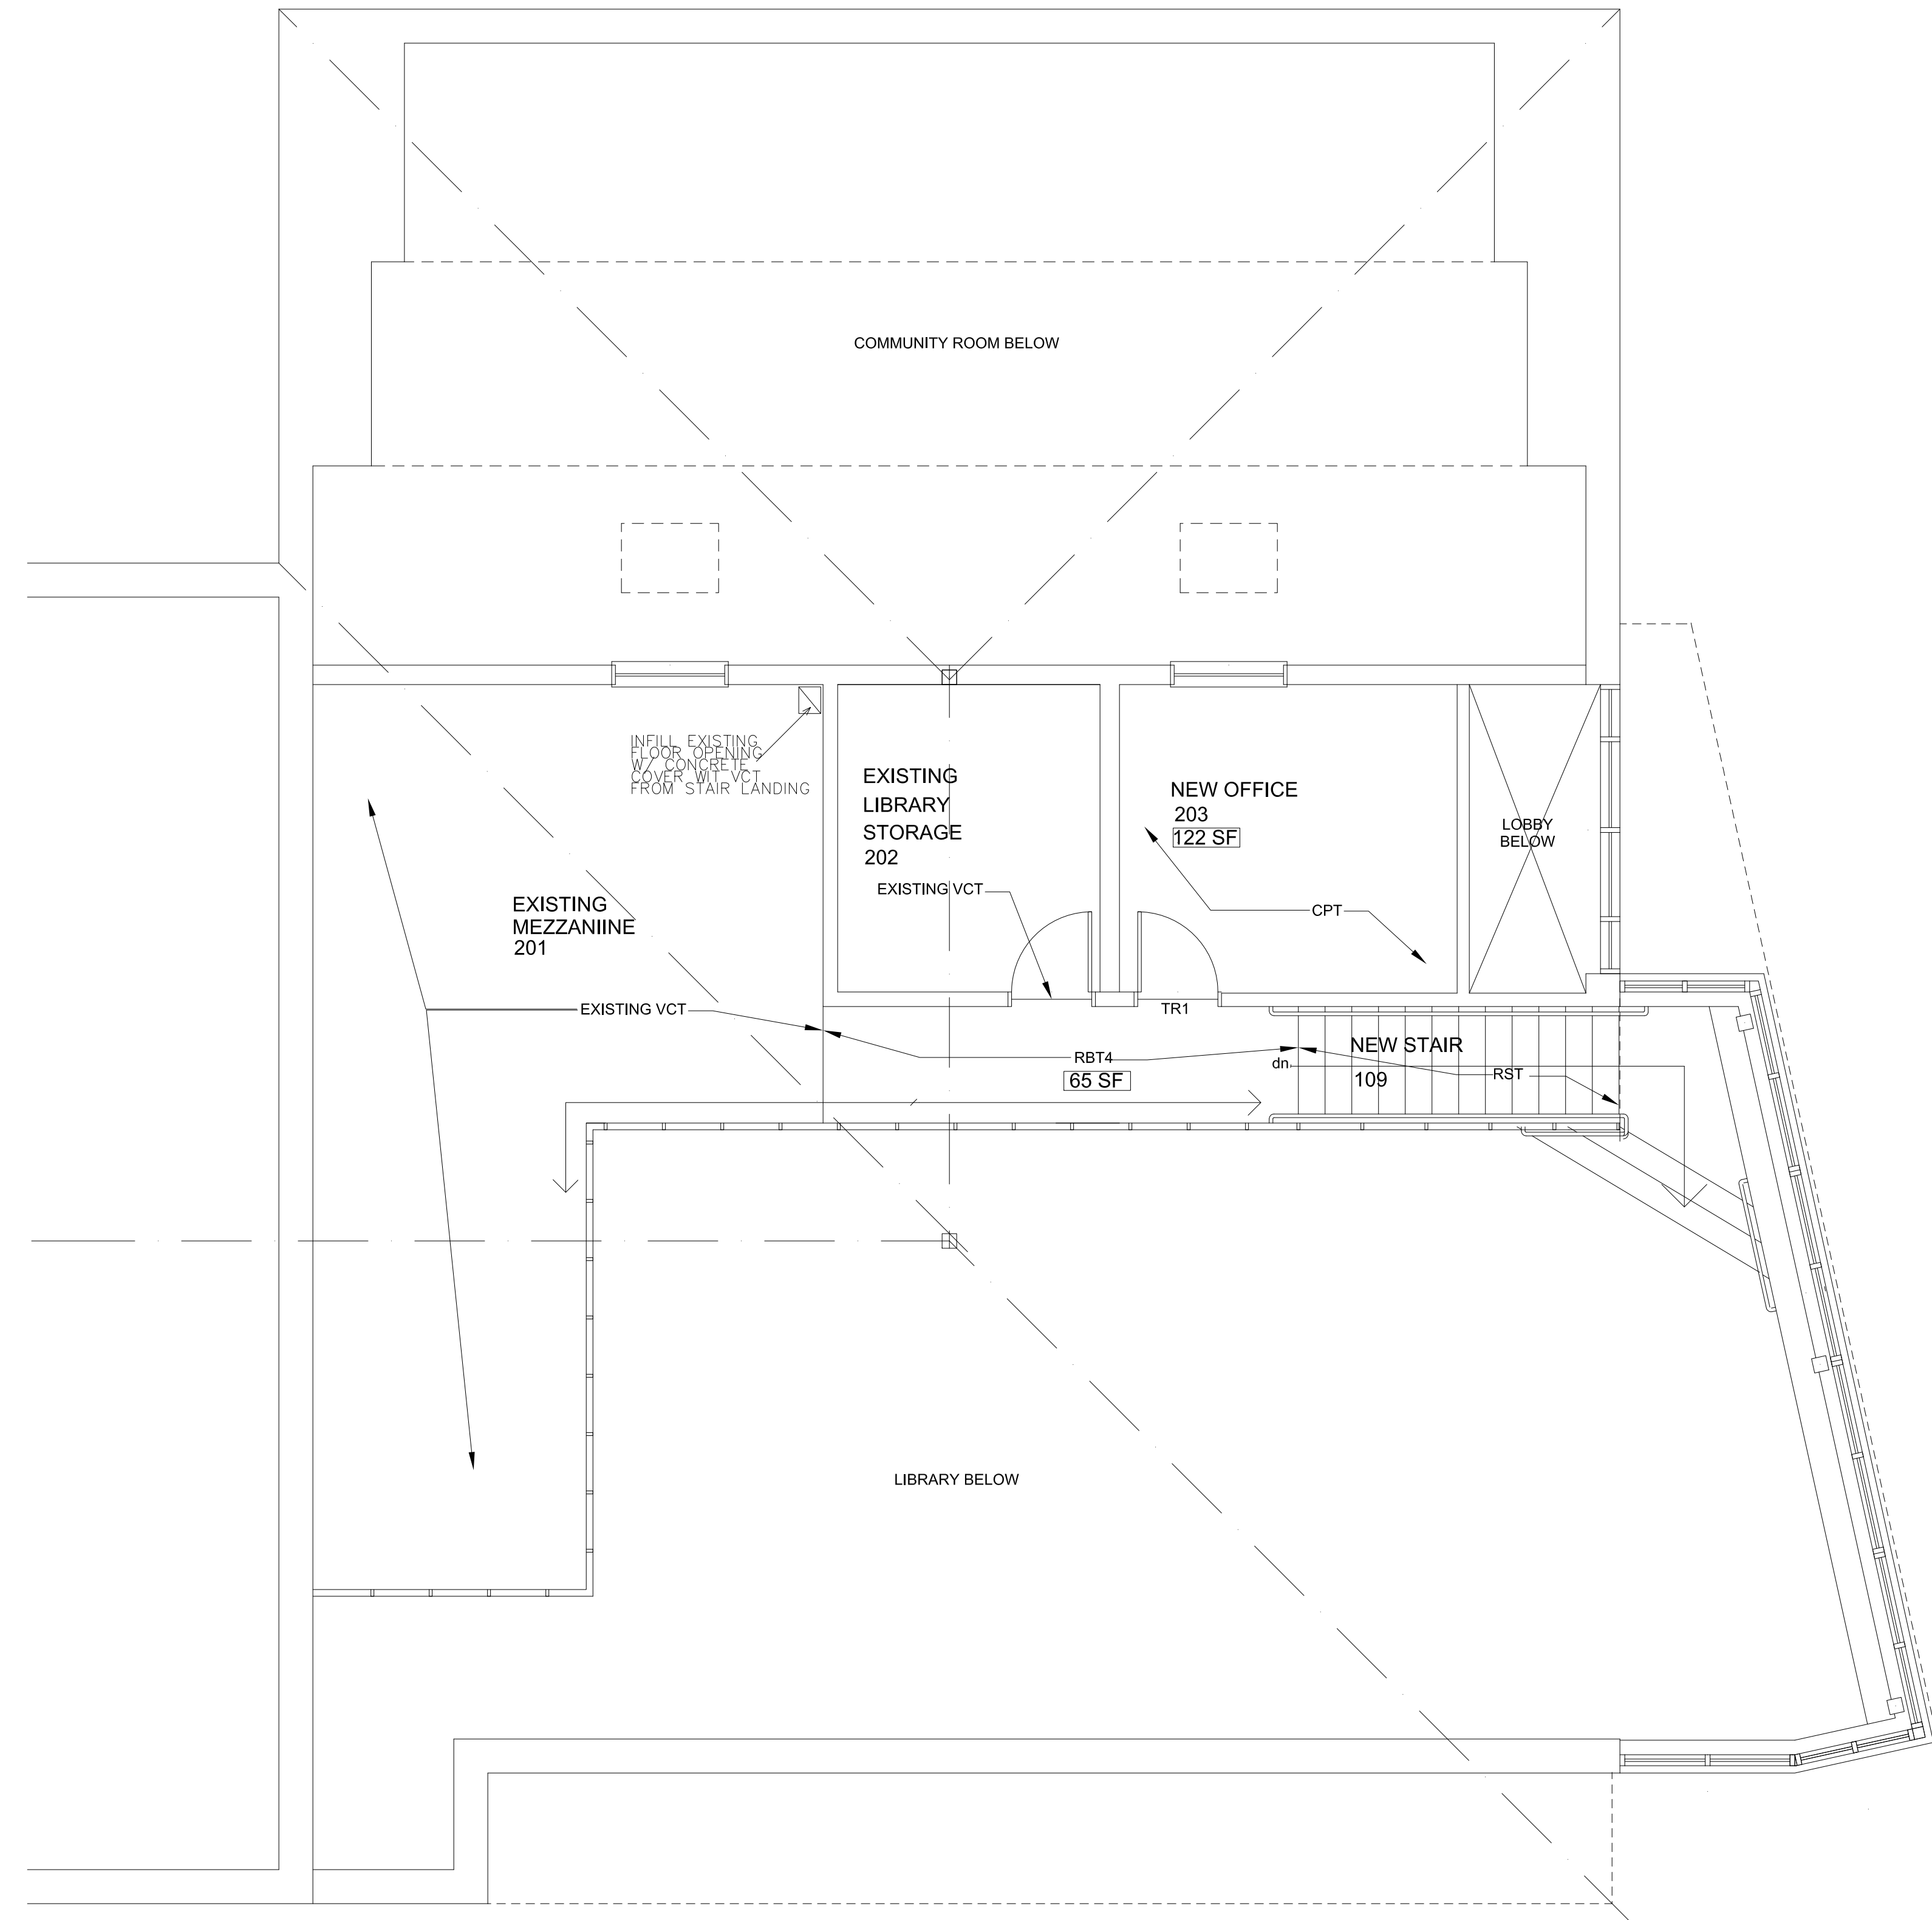 COMMUNITY ROOM BELOW
INFILL EXISTING
FLOOR OPENING
W/ CONCRETE
COVER WIT VCT
FROM STAIR LANDING
EXISTING
LIBRARY
STORAGE
202
EXISTING VCT
NEW OFFICE
203
122 SF
CPT
LOBBY
BELOW
EXISTING
MEZZANIINE
201
EXISTING VCT
TR1
RBT4
65 SF
dn.
NEW STAIR
109
RST
LIBRARY BELOW